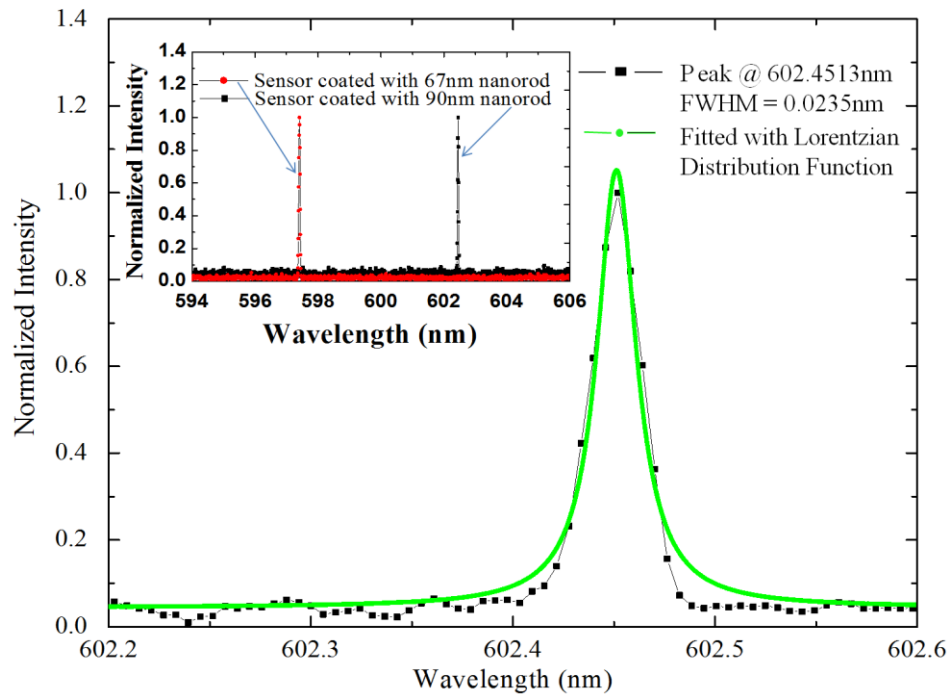 1.4
1.2
1.0
0.8
0.6
0.4
0.2
0.0
Normalized Intensity
602.2
602.3
602.4
602.5
602.6
Wavelength (nm)
Peak @ 602.4513nm
FWHM = 0.0235nm
Fitted with Lorentzian
Distribution Function
1.4
1.2
1.0
0.8
0.6
0.4
0.2
0.0
Normalized Intensity
Sensor coated with 67nm nanorod
Sensor coated with 90nm nanorod
594
596
598
600
602
604
606
Wavelength (nm)